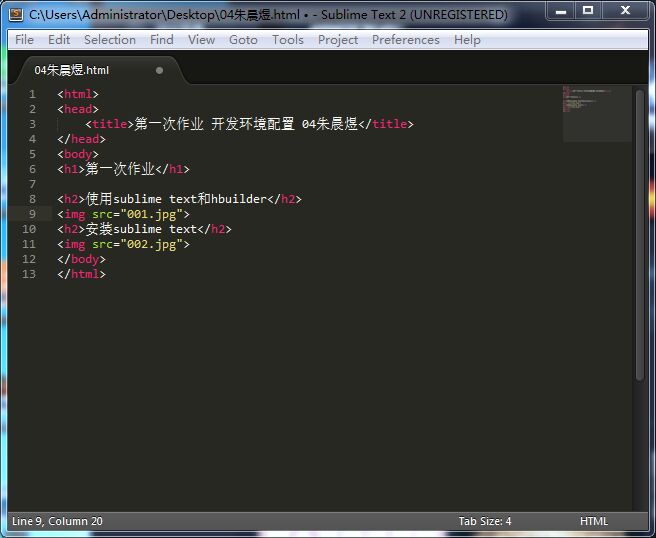 C:\Users\Administrator\Desktop\04朱晨煜.html • - Sublime Text 2 (UNREGISTERED)
File Edit Selection Find View Goto Tools Project Preferences Help
04朱晨煜.html
1 <html>
2 <head>
3 <title>第一次作业 开发环境配置 04朱晨煜</title>
4 </head>
5 <body>
6 <h1>第一次作业</h1>
7
8 <h2>使用sublime text和hbuilder</h2>
9 <img src="001.jpg">
10 <h2>安装sublime text</h2>
11 <img src="002.jpg">
12 </body>
13 </html>
Line 9, Column 20 Tab Size: 4 HTML